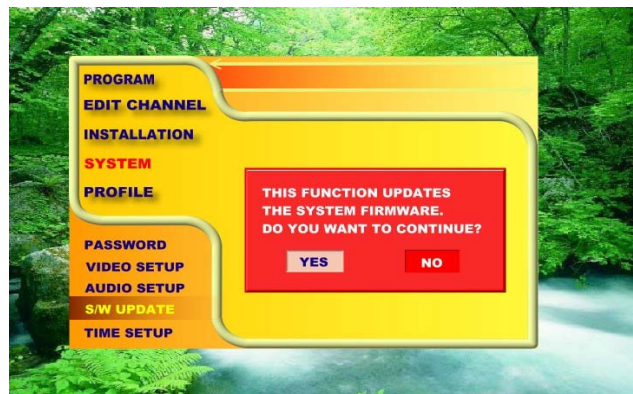 PROGRAM
EDIT CHANNEL
INSTALLATION
SYSTEM
PROFILE
PASSWORD
VIDEO SETUP
AUDIO SETUP
S/W UPDATE
TIME SETUP
THIS FUNCTION UPDATES
THE SYSTEM FIRMWARE.
DO YOU WANT TO CONTINUE?
YES NO